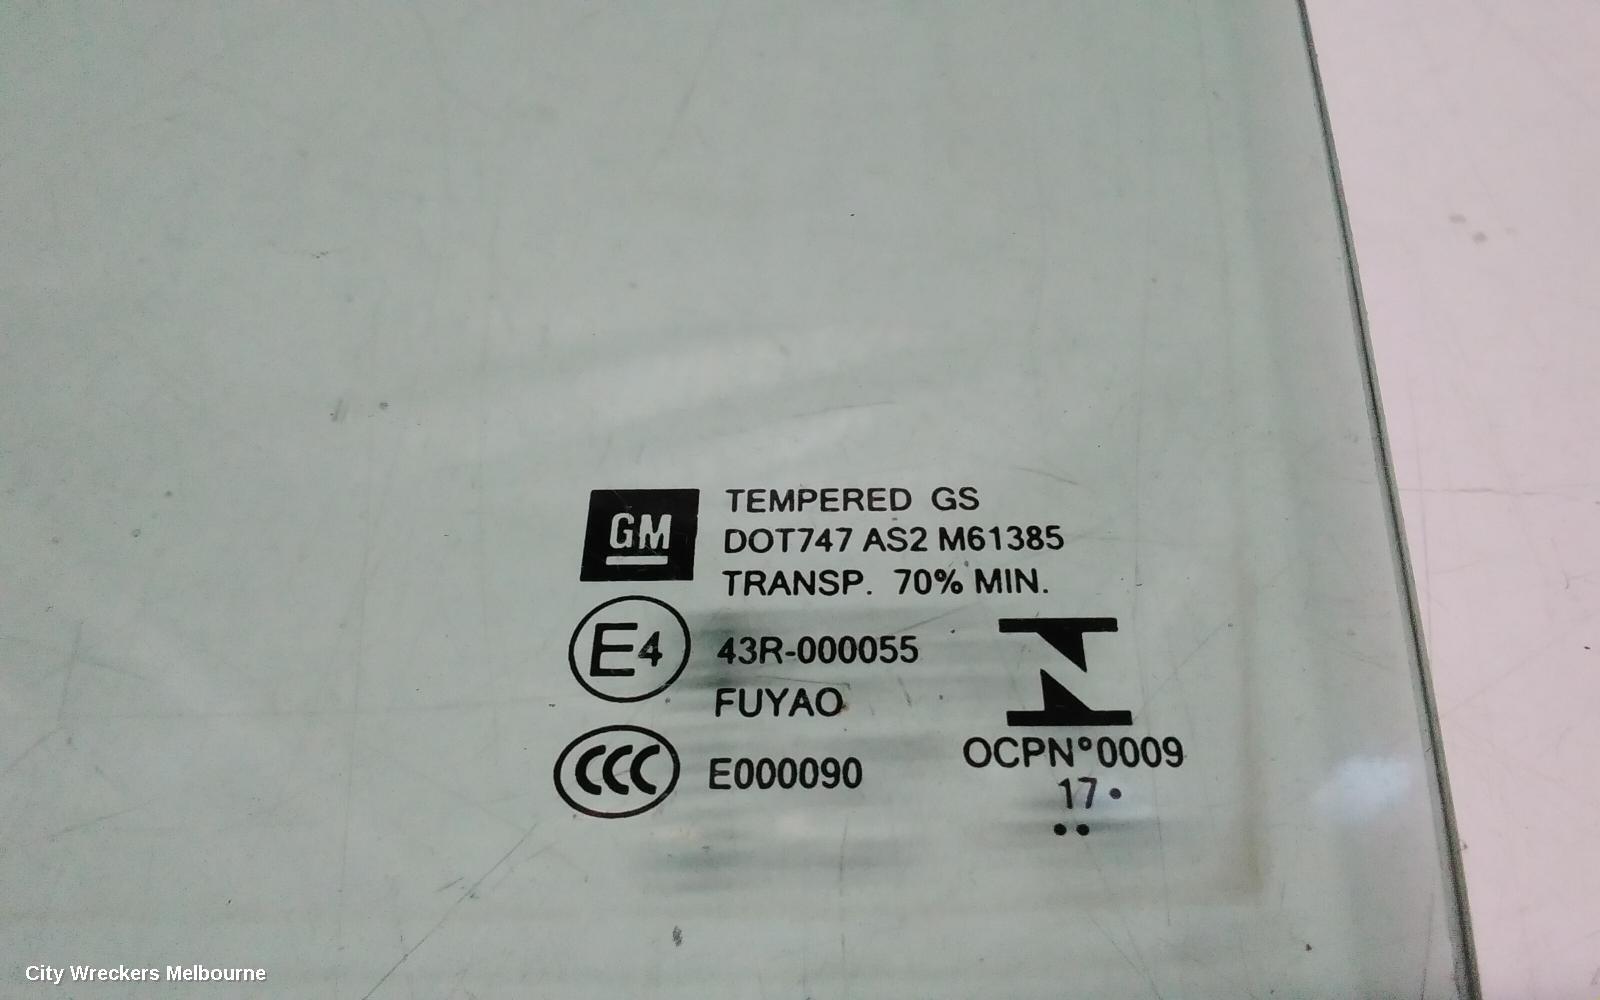 GM
TEMPERED GS
DOT747 AS2 M61385
TRANSP. 70% MIN.
E4
43R-000055
FUYAO
CCC
E000090
OCPN°0009
17•
••
City Wreckers Melbourne